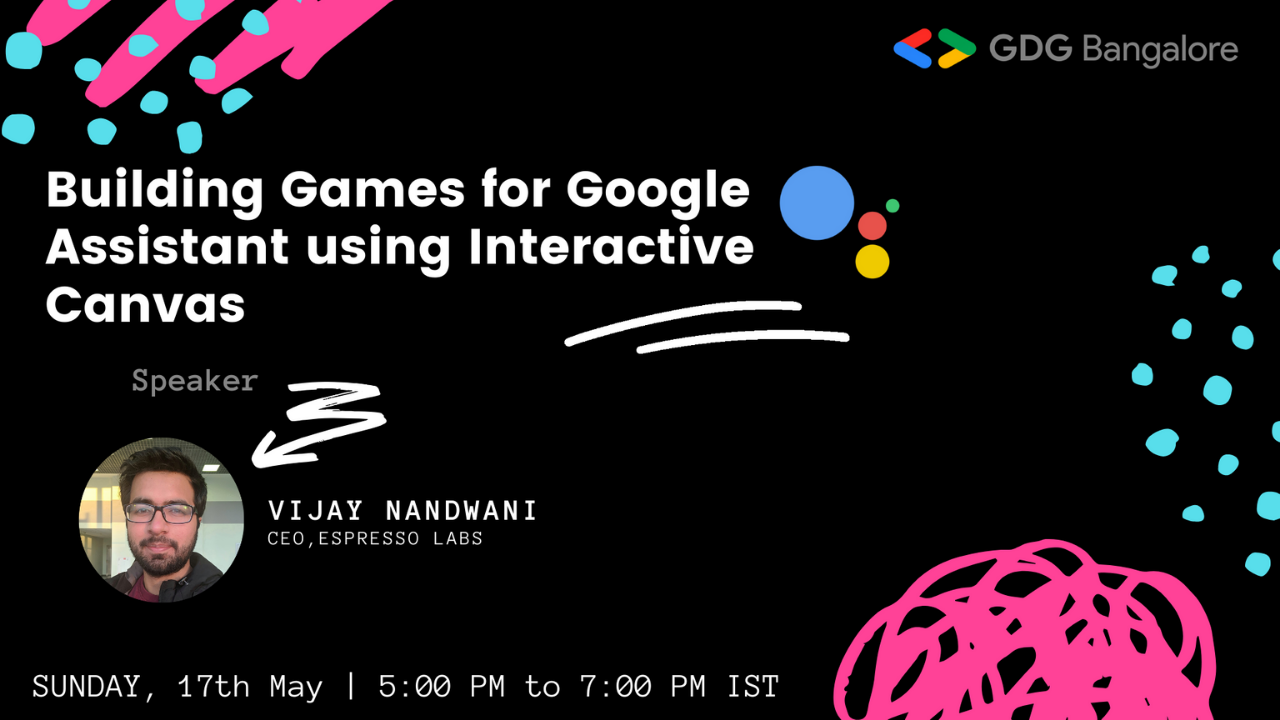 GDG Bangalore
Building Games for Google
Assistant using Interactive
Canvas
Speaker
VIJAY NANDWANI
CEO,ESPRESSO LABS
SUNDAY, 17th May | 5:00 PM to 7:00 PM IST